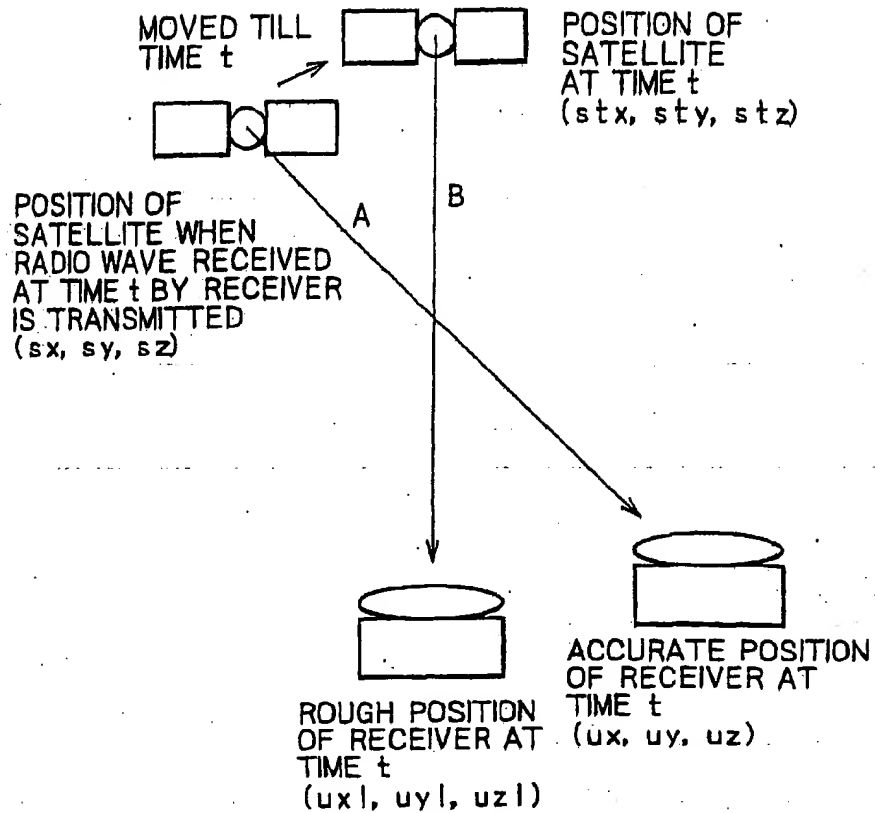 MOVED TILL
TIME t
POSITION OF
SATELLITE
AT TIME t
(stx, sty, stz)
POSITION OF
SATELLITE WHEN
RADIO WAVE RECEIVED
AT TIME t BY RECEIVER
IS TRANSMITTED
(sx, sy, sz)
A
B
ROUGH POSITION
OF RECEIVER AT
TIME t
(uxl, uyl, uzl)
ACCURATE POSITION
OF RECEIVER AT
TIME t
(ux, uy, uz)